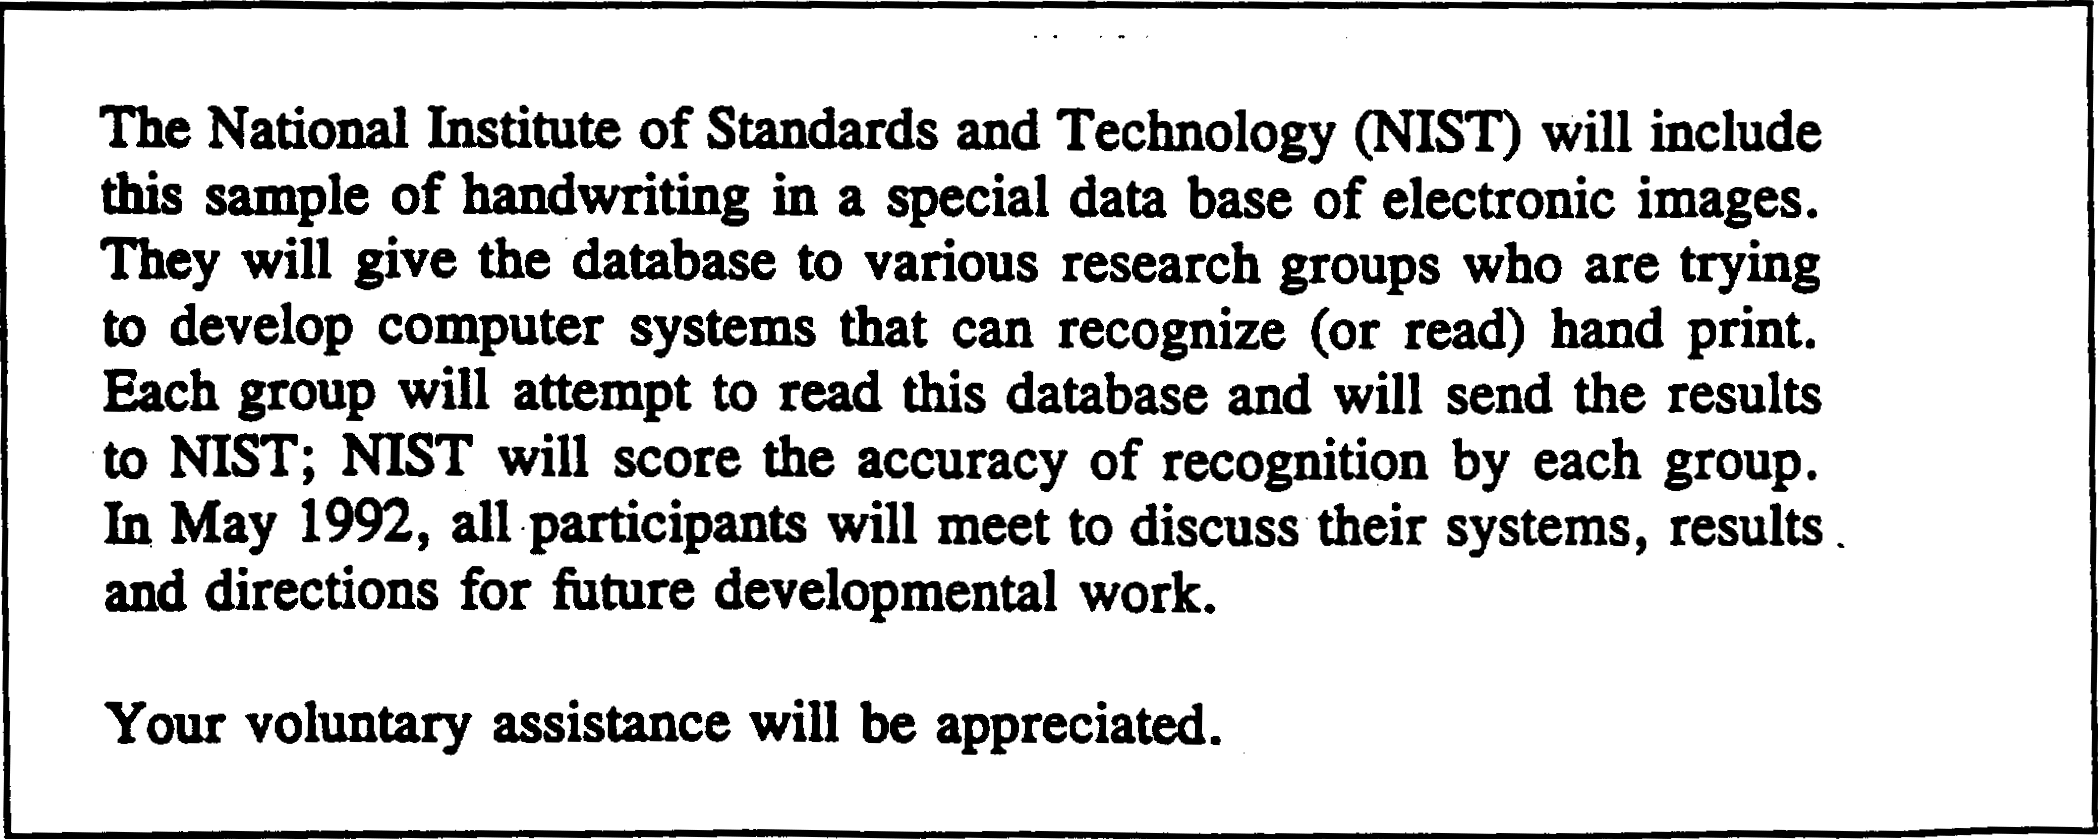 The National Institute of Standards and Technology (NIST) will include
this sample of handwriting in a special data base of electronic images.
They will give the database to various research groups who are trying
to develop computer systems that can recognize (or read) hand print.
Each group will attempt to read this database and will send the results
to NIST; NIST will score the accuracy of recognition by each group.
In May 1992, all participants will meet to discuss their systems, results
and directions for future developmental work.
Your voluntary assistance will be appreciated.